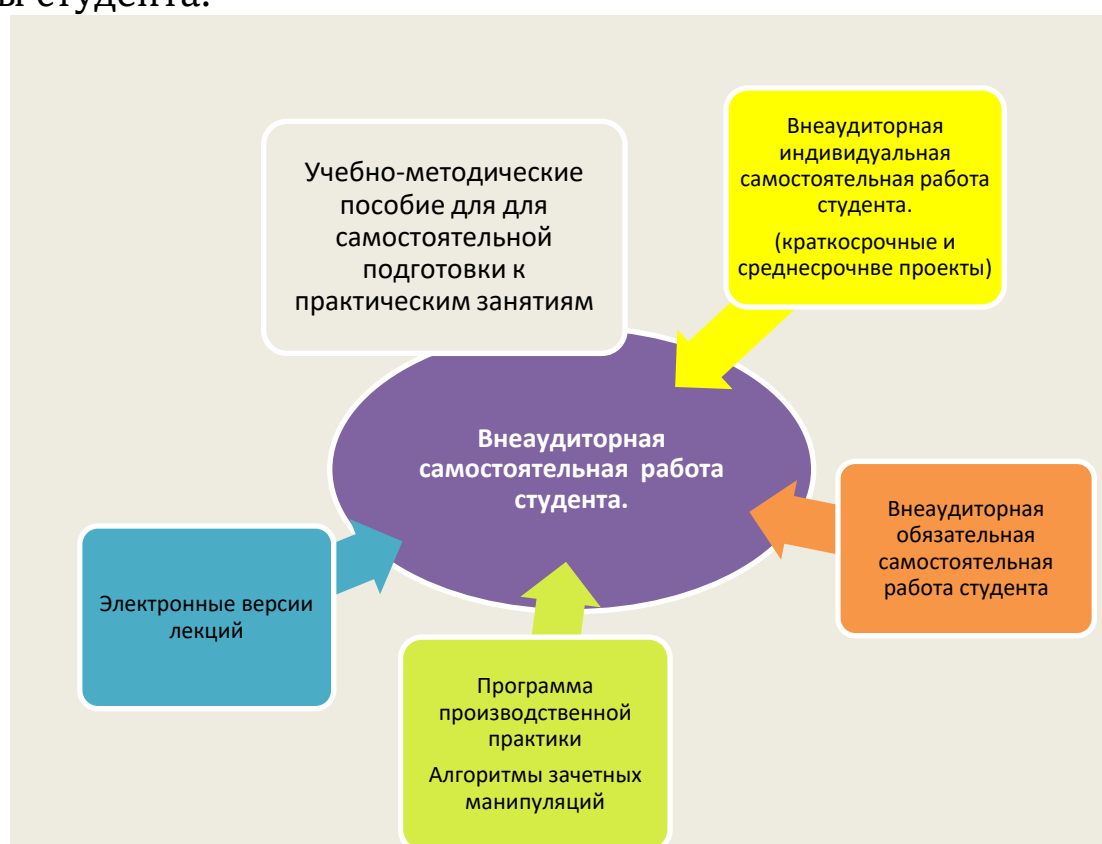 ы студента.
Внеаудиторная
индивидуальная
самостоятельная работа
студента.
(краткосрочные и
среднесрочнве проекты)
Учебно-методические
пособие для для
самостоятельной
подготовки к
практическим занятиям
Внеаудиторная
самостоятельная работа
студента.
Внеаудиторная
обязательная
самостоятельная
работа студента
Электронные версии
лекций
Программа
производственной
практики
Алгоритмы зачетных
манипуляций